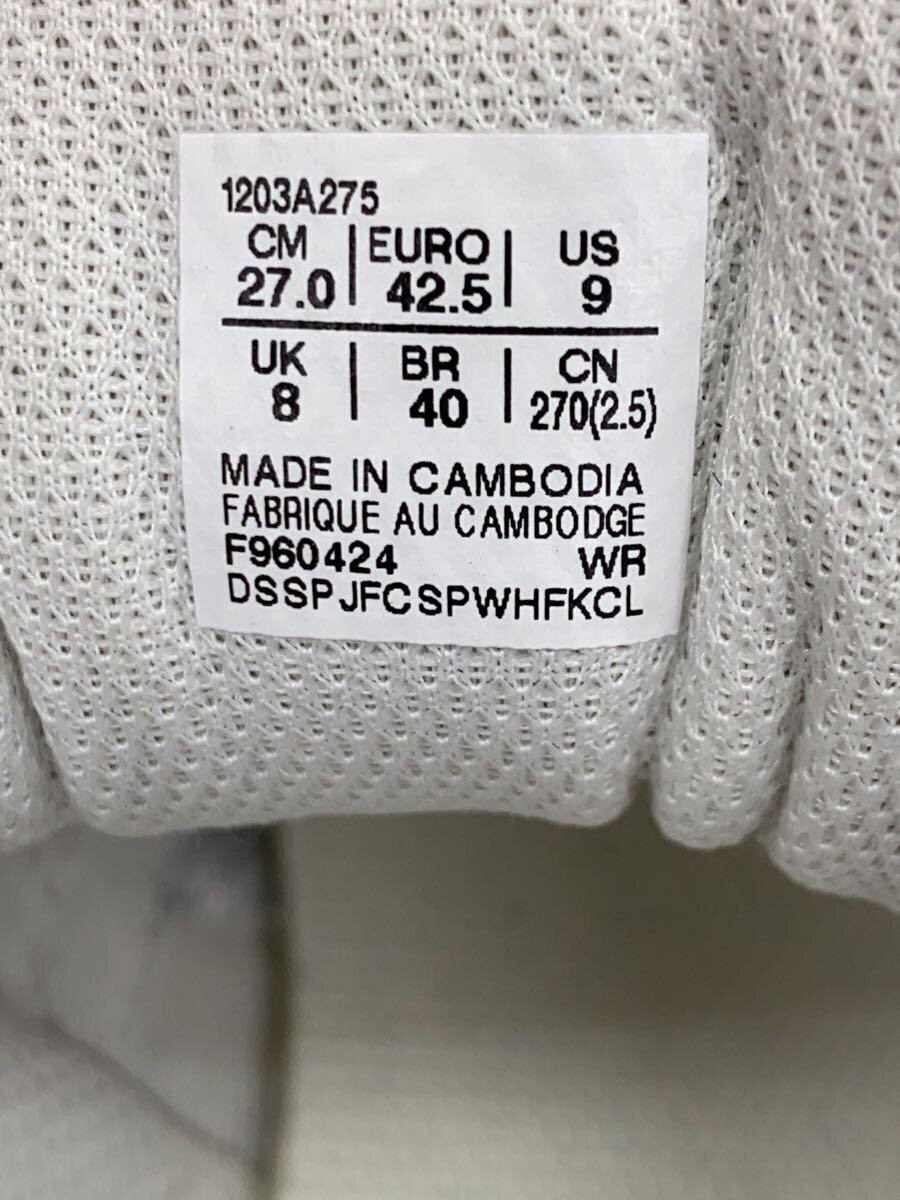 1203A275
CM | EURO | US
27.0 | 42.5 | 9
UK | BR | CN
8 | 40 | 270(2.5)
MADE IN CAMBODIA
FABRIQUE AU CAMBODGE
F960424 WR
DSSPJFCSPWHFKCL